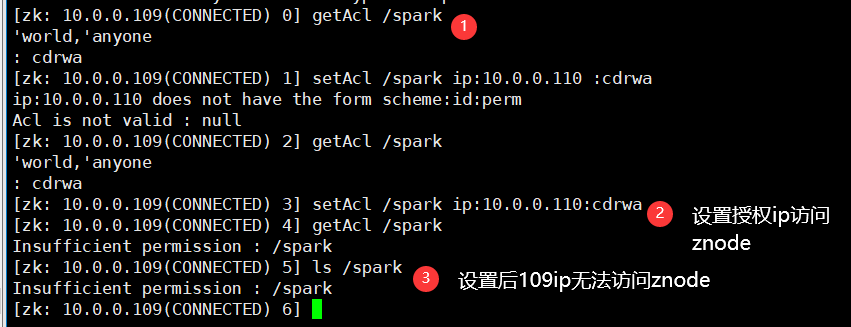 [zk: 10.0.0.109(CONNECTED) 0] getAcl /spark
1
'world,'anyone
: cdrwa
[zk: 10.0.0.109(CONNECTED) 1] setAcl /spark ip:10.0.0.110 :cdrwa
ip:10.0.0.110 does not have the form scheme:id:perm
Acl is not valid : null
[zk: 10.0.0.109(CONNECTED) 2] getAcl /spark
'world,'anyone
: cdrwa
[zk: 10.0.0.109(CONNECTED) 3] setAcl /spark ip:10.0.0.110:cdrwa
2
设置授权ip访问
znode
[zk: 10.0.0.109(CONNECTED) 4] getAcl /spark
Insufficient permission : /spark
[zk: 10.0.0.109(CONNECTED) 5] ls /spark
3
设置后109ip无法访问znode
Insufficient permission : /spark
[zk: 10.0.0.109(CONNECTED) 6]